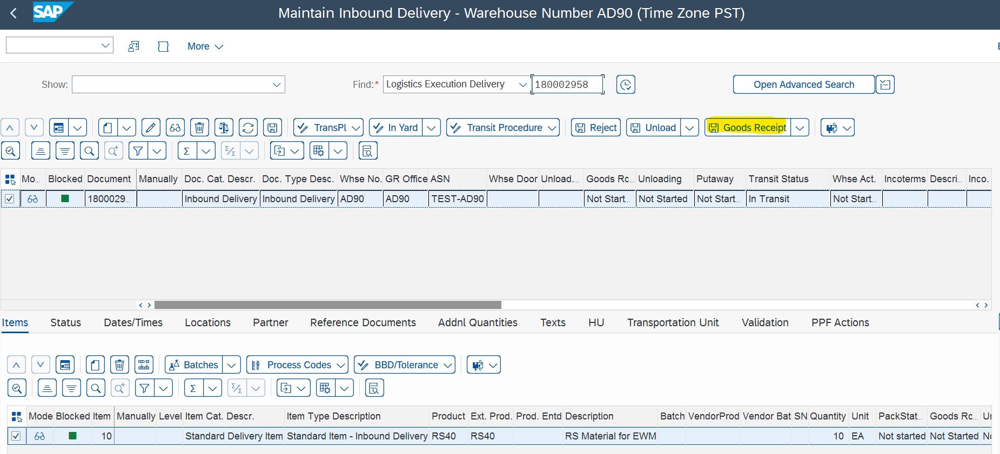 SAP Maintain Inbound Delivery - Warehouse Number AD90 (Time Zone PST)
More
Show: Find:* Logistics Execution Delivery 180002958 Open Advanced Search
TransPl In Yard Transit Procedure Reject Unload Goods Receipt
Mo... Blocked Document Manually Doc. Cat. Descr. Doc. Type Desc. Whse No. GR Office ASN Whse Door Unload.... Goods Rc... Unloading Putaway Transit Status Whse Act. Incoterms Descri... Inco.
1800029... Inbound Delivery Inbound Delivery AD90 AD90 TEST-AD90 Not Start... Not Started Not Start... In Transit Not Start...
Items Status Dates/Times Locations Partner Reference Documents Addnl Quantities Texts HU Transportation Unit Validation PPF Actions
Batches Process Codes BBD/Tolerance
Mode Blocked Item Manually Level Item Cat. Descr. Item Type Description Product Ext. Prod. Prod. Entd Description Batch VendorProd Vendor Bat SN Quantity Unit PackStat... Goods Rc... Un
10 Standard Delivery Item Standard Item - Inbound Delivery RS40 RS40 RS Material for EWM 10 EA Not started Not Started No